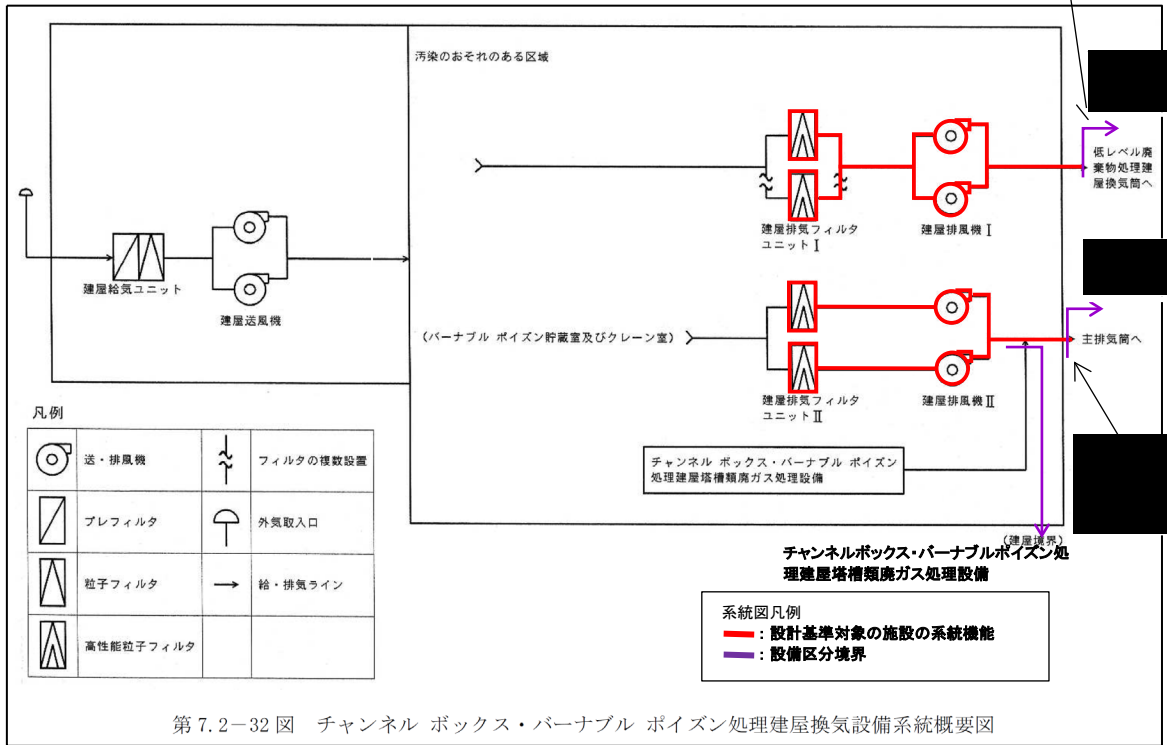 汚染のおそれのある区域
低レベル廃
棄物処理建
屋換気筒へ
建屋排気フィルタ
ユニットⅠ
建屋排風機Ⅰ
建屋給気ユニット
建屋送風機
(バーナブル ポイズン貯蔵室及びクレーン室)
主排気筒へ
建屋排気フィルタ
ユニットⅡ
建屋排風機Ⅱ
チャンネル ボックス・バーナブル ポイズン
処理建屋塔槽類廃ガス処理設備
(建屋境界)
チャンネルボックス・バーナブルポイズン処
理建屋塔槽類廃ガス処理設備
凡例
送・排風機
フィルタの複数設置
プレフィルタ
外気取入口
粒子フィルタ
給・排気ライン
高性能粒子フィルタ
系統図凡例
:設計基準対象の施設の系統機能
:設備区分境界
第7.2-32図 チャンネル ボックス・バーナブル ポイズン処理建屋換気設備系統概要図